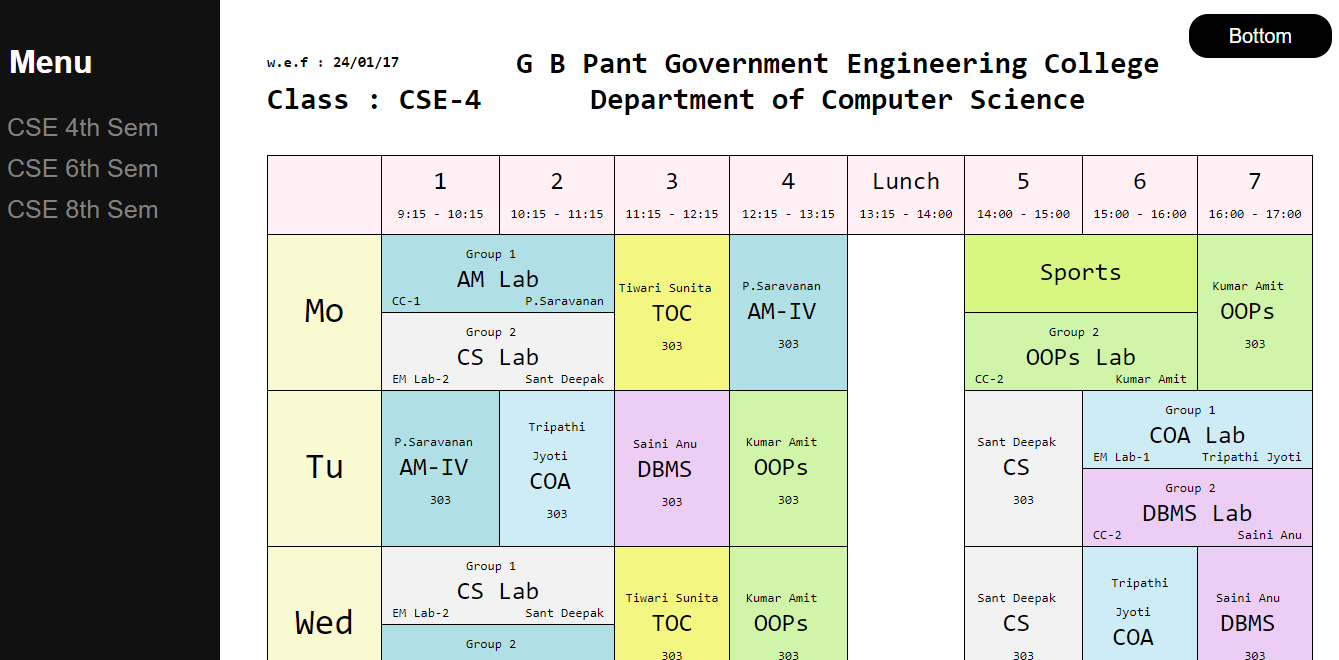 Menu
CSE 4th Sem
CSE 6th Sem
CSE 8th Sem
Bottom
w.e.f : 24/01/17
G B Pant Government Engineering College
Class : CSE-4
Department of Computer Science
1 2 3 4 Lunch 5 6 7
9:15 - 10:15 10:15 - 11:15 11:15 - 12:15 12:15 - 13:15 13:15 - 14:00 14:00 - 15:00 15:00 - 16:00 16:00 - 17:00
Mo
Group 1
AM Lab
CC-1 P.Saravanan
Group 2
CS Lab
EM Lab-2 Sant Deepak
Tiwari Sunita
TOC
303
P.Saravanan
AM-IV
303
Sports
Group 2
OOPs Lab
CC-2 Kumar Amit
Kumar Amit
OOPs
303
Tu
P.Saravanan
AM-IV
303
Tripathi
Jyoti
COA
303
Saini Anu
DBMS
303
Kumar Amit
OOPs
303
Sant Deepak
CS
303
Group 1
COA Lab
EM Lab-1 Tripathi Jyoti
Group 2
DBMS Lab
CC-2 Saini Anu
Wed
Group 1
CS Lab
EM Lab-2 Sant Deepak
Group 2
Tiwari Sunita
TOC
303
Kumar Amit
OOPs
303
Sant Deepak
CS
303
Tripathi
Jyoti
COA
Saini Anu
DBMS
303